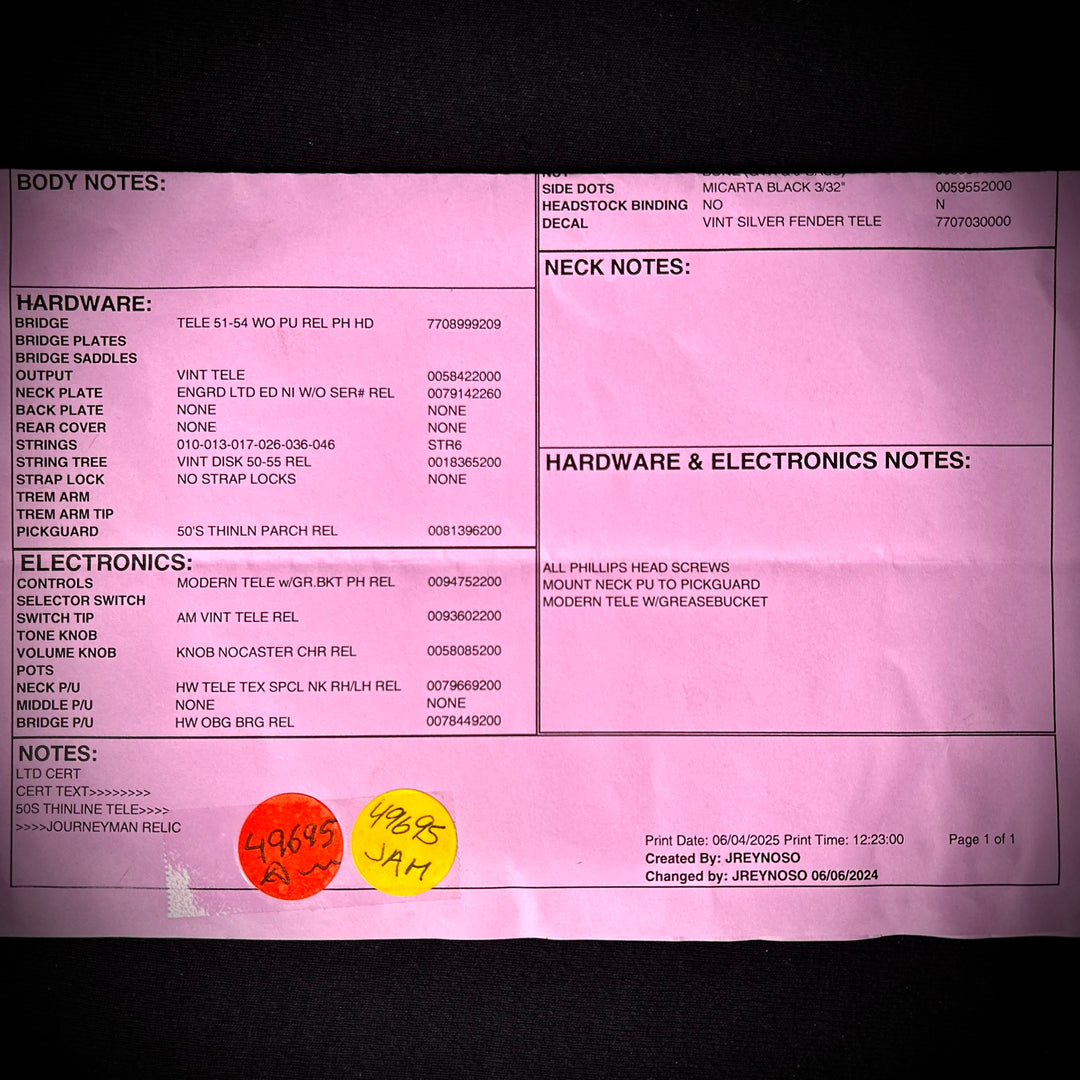 BODY NOTES:
SIDE DOTS MICARTA BLACK 3/32" 0059552000
HEADSTOCK BINDING NO N
DECAL VINT SILVER FENDER TELE 7707030000
NECK NOTES:
HARDWARE:
BRIDGE TELE 51-54 WO PU REL PH HD 7708999209
BRIDGE PLATES
BRIDGE SADDLES
OUTPUT VINT TELE 0058422000
NECK PLATE ENGRD LTD ED NI W/O SER# REL 0079142260
BACK PLATE NONE NONE
REAR COVER NONE NONE
STRINGS 010-013-017-026-036-046 STR6
STRING TREE VINT DISK 50-55 REL 0018365200
STRAP LOCK NO STRAP LOCKS NONE
TREM ARM
TREM ARM TIP
PICKGUARD 50'S THINLN PARCH REL 0081396200
ELECTRONICS:
CONTROLS MODERN TELE w/GR.BKT PH REL 0094752200
SELECTOR SWITCH
SWITCH TIP AM VINT TELE REL 0093602200
TONE KNOB
VOLUME KNOB KNOB NOCASTER CHR REL 0058085200
POTS
NECK P/U HW TELE TEX SPCL NK RH/LH REL 0079669200
MIDDLE P/U NONE NONE
BRIDGE P/U HW OBG BRG REL 0078449200
HARDWARE & ELECTRONICS NOTES:
ALL PHILLIPS HEAD SCREWS
MOUNT NECK PU TO PICKGUARD
MODERN TELE W/GREASEBUCKET
NOTES:
LTD CERT
CERT TEXT>>>>>>>>
50S THINLINE TELE>>>>
>>>>JOURNEYMAN RELIC
49695
49695
JAM
Print Date: 06/04/2025 Print Time: 12:23:00 Page 1 of 1
Created By: JREYNOSO
Changed by: JREYNOSO 06/06/2024